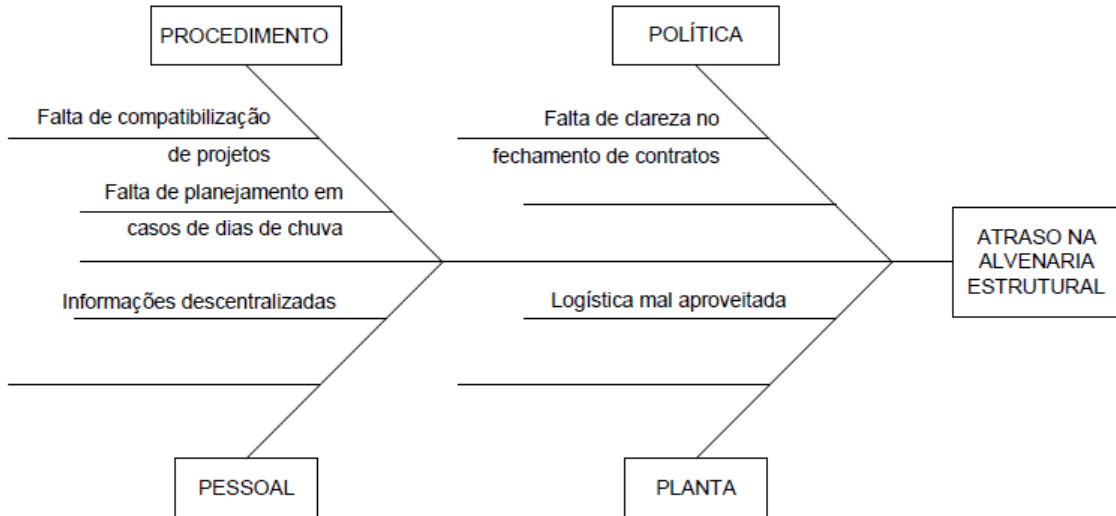 PROCEDIMENTO
POLÍTICA
Falta de compatibilização
de projetos
Falta de planejamento em
casos de dias de chuva
Falta de clareza no
fechamento de contratos
ATRASO NA
ALVENARIA
ESTRUTURAL
Informações descentralizadas
Logística mal aproveitada
PESSOAL
PLANTA